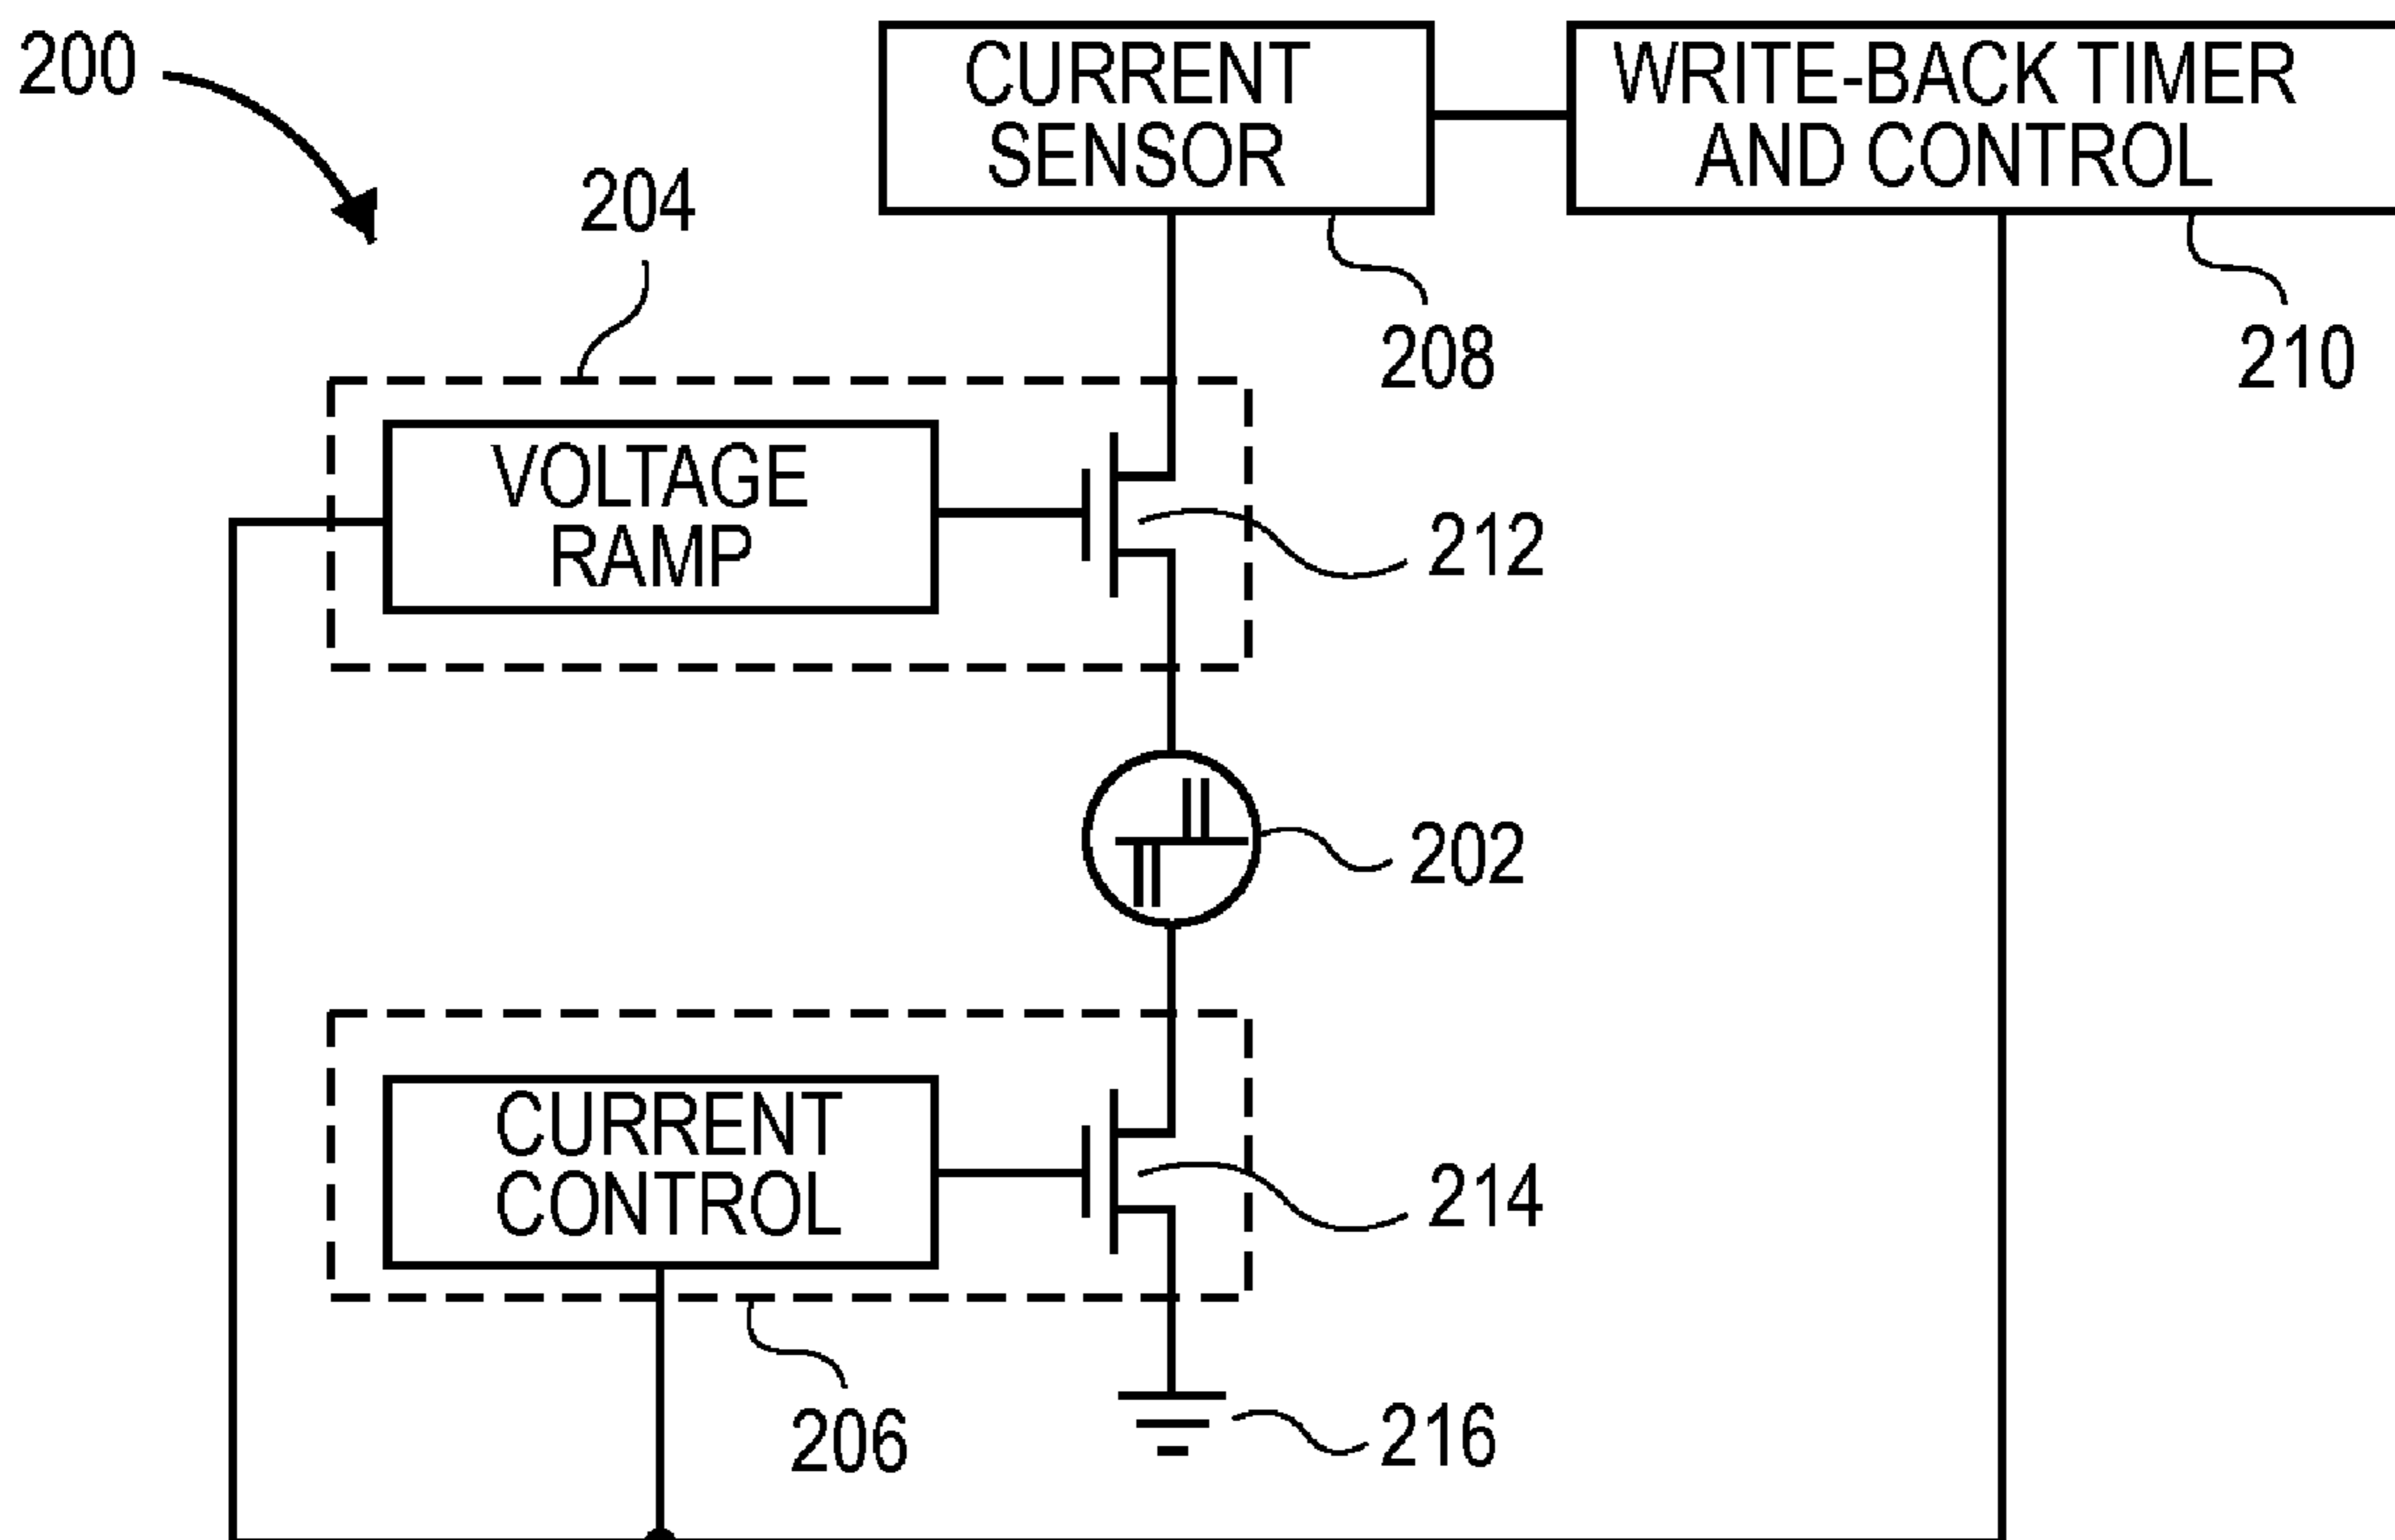 200
CURRENT
SENSOR
WRITE-BACK TIMER
AND CONTROL
204
208
210
VOLTAGE
RAMP
212
202
CURRENT
CONTROL
214
206
216